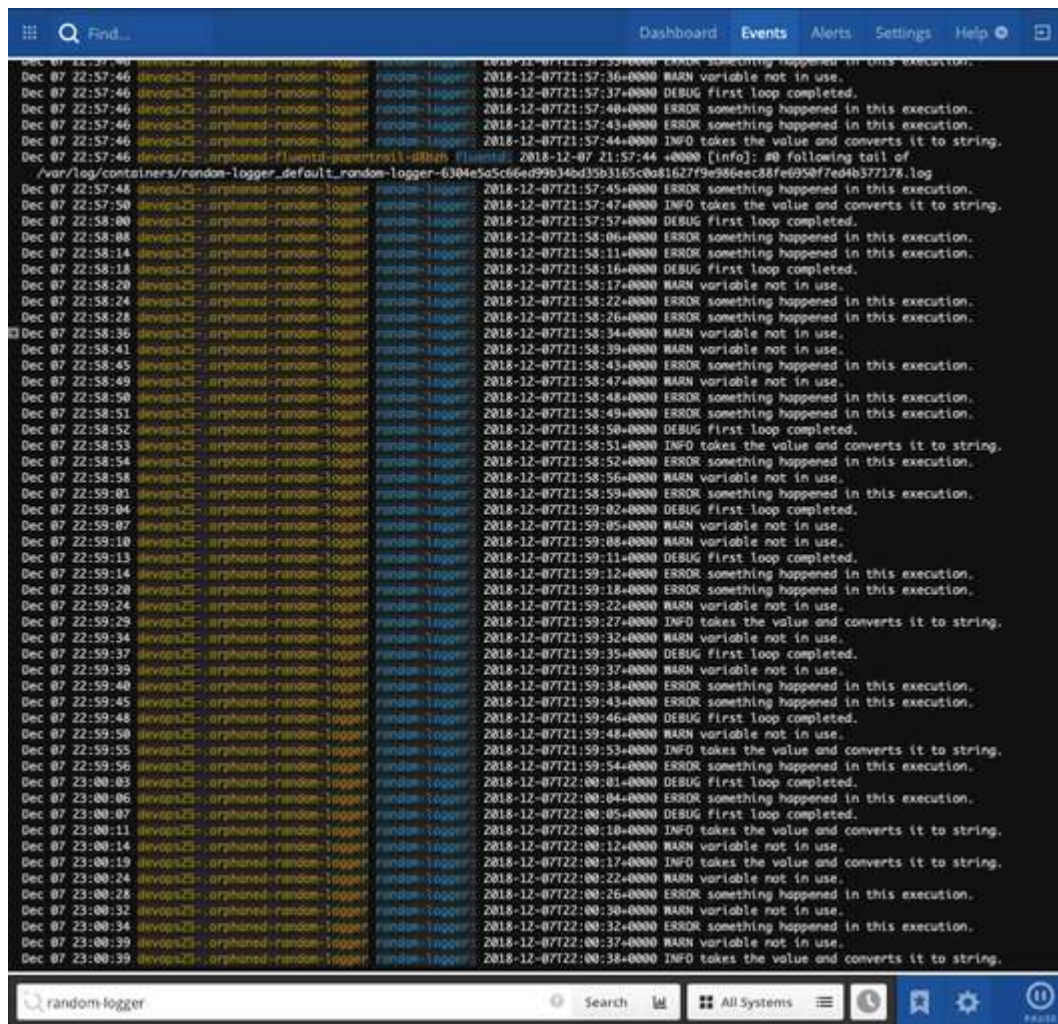 Find...
Dashboard Events Alerts Settings Help
Dec 07 22:57:46 devops25-.orphaned-random-logger random-logger: 2018-12-07T21:57:36+0000 WARN variable not in use.
Dec 07 22:57:46 devops25-.orphaned-random-logger random-logger: 2018-12-07T21:57:37+0000 DEBUG first loop completed.
Dec 07 22:57:46 devops25-.orphaned-random-logger random-logger: 2018-12-07T21:57:40+0000 ERROR something happened in this execution.
Dec 07 22:57:46 devops25-.orphaned-random-logger random-logger: 2018-12-07T21:57:43+0000 ERROR something happened in this execution.
Dec 07 22:57:46 devops25-.orphaned-random-logger random-logger: 2018-12-07T21:57:44+0000 INFO takes the value and converts it to string.
Dec 07 22:57:46 devops25-.orphaned-fluentd-papertrail-d8bzh fluentd: 2018-12-07 21:57:44 +0000 [info]: #0 following tail of
Dec 07 22:57:48 devops25-.orphaned-random-logger random-logger: 2018-12-07T21:57:45+0000 ERROR something happened in this execution.
Dec 07 22:57:50 devops25-.orphaned-random-logger random-logger: 2018-12-07T21:57:47+0000 INFO takes the value and converts it to string.
Dec 07 22:58:00 devops25-.orphaned-random-logger random-logger: 2018-12-07T21:57:57+0000 DEBUG first loop completed.
Dec 07 22:58:08 devops25-.orphaned-random-logger random-logger: 2018-12-07T21:58:06+0000 ERROR something happened in this execution.
Dec 07 22:58:14 devops25-.orphaned-random-logger random-logger: 2018-12-07T21:58:11+0000 ERROR something happened in this execution.
Dec 07 22:58:18 devops25-.orphaned-random-logger random-logger: 2018-12-07T21:58:16+0000 DEBUG first loop completed.
Dec 07 22:58:20 devops25-.orphaned-random-logger random-logger: 2018-12-07T21:58:17+0000 WARN variable not in use.
Dec 07 22:58:24 devops25-.orphaned-random-logger random-logger: 2018-12-07T21:58:22+0000 ERROR something happened in this execution.
Dec 07 22:58:28 devops25-.orphaned-random-logger random-logger: 2018-12-07T21:58:26+0000 ERROR something happened in this execution.
Dec 07 22:58:36 devops25-.orphaned-random-logger random-logger: 2018-12-07T21:58:34+0000 WARN variable not in use.
Dec 07 22:58:41 devops25-.orphaned-random-logger random-logger: 2018-12-07T21:58:39+0000 WARN variable not in use.
Dec 07 22:58:45 devops25-.orphaned-random-logger random-logger: 2018-12-07T21:58:43+0000 ERROR something happened in this execution.
Dec 07 22:58:49 devops25-.orphaned-random-logger random-logger: 2018-12-07T21:58:47+0000 WARN variable not in use.
Dec 07 22:58:50 devops25-.orphaned-random-logger random-logger: 2018-12-07T21:58:48+0000 ERROR something happened in this execution.
Dec 07 22:58:51 devops25-.orphaned-random-logger random-logger: 2018-12-07T21:58:49+0000 ERROR something happened in this execution.
Dec 07 22:58:52 devops25-.orphaned-random-logger random-logger: 2018-12-07T21:58:50+0000 DEBUG first loop completed.
Dec 07 22:58:53 devops25-.orphaned-random-logger random-logger: 2018-12-07T21:58:51+0000 INFO takes the value and converts it to string.
Dec 07 22:58:54 devops25-.orphaned-random-logger random-logger: 2018-12-07T21:58:52+0000 ERROR something happened in this execution.
Dec 07 22:58:58 devops25-.orphaned-random-logger random-logger: 2018-12-07T21:58:56+0000 WARN variable not in use.
Dec 07 22:59:01 devops25-.orphaned-random-logger random-logger: 2018-12-07T21:58:59+0000 ERROR something happened in this execution.
Dec 07 22:59:04 devops25-.orphaned-random-logger random-logger: 2018-12-07T21:59:02+0000 DEBUG first loop completed.
Dec 07 22:59:07 devops25-.orphaned-random-logger random-logger: 2018-12-07T21:59:05+0000 WARN variable not in use.
Dec 07 22:59:10 devops25-.orphaned-random-logger random-logger: 2018-12-07T21:59:08+0000 WARN variable not in use.
Dec 07 22:59:13 devops25-.orphaned-random-logger random-logger: 2018-12-07T21:59:11+0000 DEBUG first loop completed.
Dec 07 22:59:14 devops25-.orphaned-random-logger random-logger: 2018-12-07T21:59:12+0000 ERROR something happened in this execution.
Dec 07 22:59:20 devops25-.orphaned-random-logger random-logger: 2018-12-07T21:59:18+0000 ERROR something happened in this execution.
Dec 07 22:59:24 devops25-.orphaned-random-logger random-logger: 2018-12-07T21:59:22+0000 WARN variable not in use.
Dec 07 22:59:29 devops25-.orphaned-random-logger random-logger: 2018-12-07T21:59:27+0000 INFO takes the value and converts it to string.
Dec 07 22:59:34 devops25-.orphaned-random-logger random-logger: 2018-12-07T21:59:32+0000 WARN variable not in use.
Dec 07 22:59:37 devops25-.orphaned-random-logger random-logger: 2018-12-07T21:59:35+0000 DEBUG first loop completed.
Dec 07 22:59:39 devops25-.orphaned-random-logger random-logger: 2018-12-07T21:59:37+0000 WARN variable not in use.
Dec 07 22:59:40 devops25-.orphaned-random-logger random-logger: 2018-12-07T21:59:38+0000 ERROR something happened in this execution.
Dec 07 22:59:45 devops25-.orphaned-random-logger random-logger: 2018-12-07T21:59:43+0000 ERROR something happened in this execution.
Dec 07 22:59:48 devops25-.orphaned-random-logger random-logger: 2018-12-07T21:59:46+0000 DEBUG first loop completed.
Dec 07 22:59:50 devops25-.orphaned-random-logger random-logger: 2018-12-07T21:59:48+0000 WARN variable not in use.
Dec 07 22:59:55 devops25-.orphaned-random-logger random-logger: 2018-12-07T21:59:53+0000 INFO takes the value and converts it to string.
Dec 07 22:59:56 devops25-.orphaned-random-logger random-logger: 2018-12-07T21:59:54+0000 ERROR something happened in this execution.
Dec 07 23:00:03 devops25-.orphaned-random-logger random-logger: 2018-12-07T22:00:01+0000 DEBUG first loop completed.
Dec 07 23:00:06 devops25-.orphaned-random-logger random-logger: 2018-12-07T22:00:04+0000 ERROR something happened in this execution.
Dec 07 23:00:07 devops25-.orphaned-random-logger random-logger: 2018-12-07T22:00:05+0000 DEBUG first loop completed.
Dec 07 23:00:11 devops25-.orphaned-random-logger random-logger: 2018-12-07T22:00:10+0000 INFO takes the value and converts it to string.
Dec 07 23:00:14 devops25-.orphaned-random-logger random-logger: 2018-12-07T22:00:12+0000 WARN variable not in use.
Dec 07 23:00:19 devops25-.orphaned-random-logger random-logger: 2018-12-07T22:00:17+0000 INFO takes the value and converts it to string.
Dec 07 23:00:24 devops25-.orphaned-random-logger random-logger: 2018-12-07T22:00:22+0000 WARN variable not in use.
Dec 07 23:00:28 devops25-.orphaned-random-logger random-logger: 2018-12-07T22:00:26+0000 ERROR something happened in this execution.
Dec 07 23:00:32 devops25-.orphaned-random-logger random-logger: 2018-12-07T22:00:30+0000 WARN variable not in use.
Dec 07 23:00:34 devops25-.orphaned-random-logger random-logger: 2018-12-07T22:00:32+0000 ERROR something happened in this execution.
Dec 07 23:00:39 devops25-.orphaned-random-logger random-logger: 2018-12-07T22:00:37+0000 WARN variable not in use.
Dec 07 23:00:39 devops25-.orphaned-random-logger random-logger: 2018-12-07T22:00:38+0000 INFO takes the value and converts it to string.
random-logger Search All Systems
PAUSE